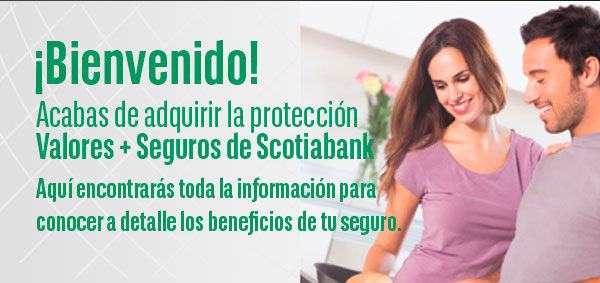 ¡Bienvenido!
Acabas de adquirir la protección
Valores + Seguros de Scotiabank
Aquí encontrarás toda la información para
conocer a detalle los beneficios de tu seguro.